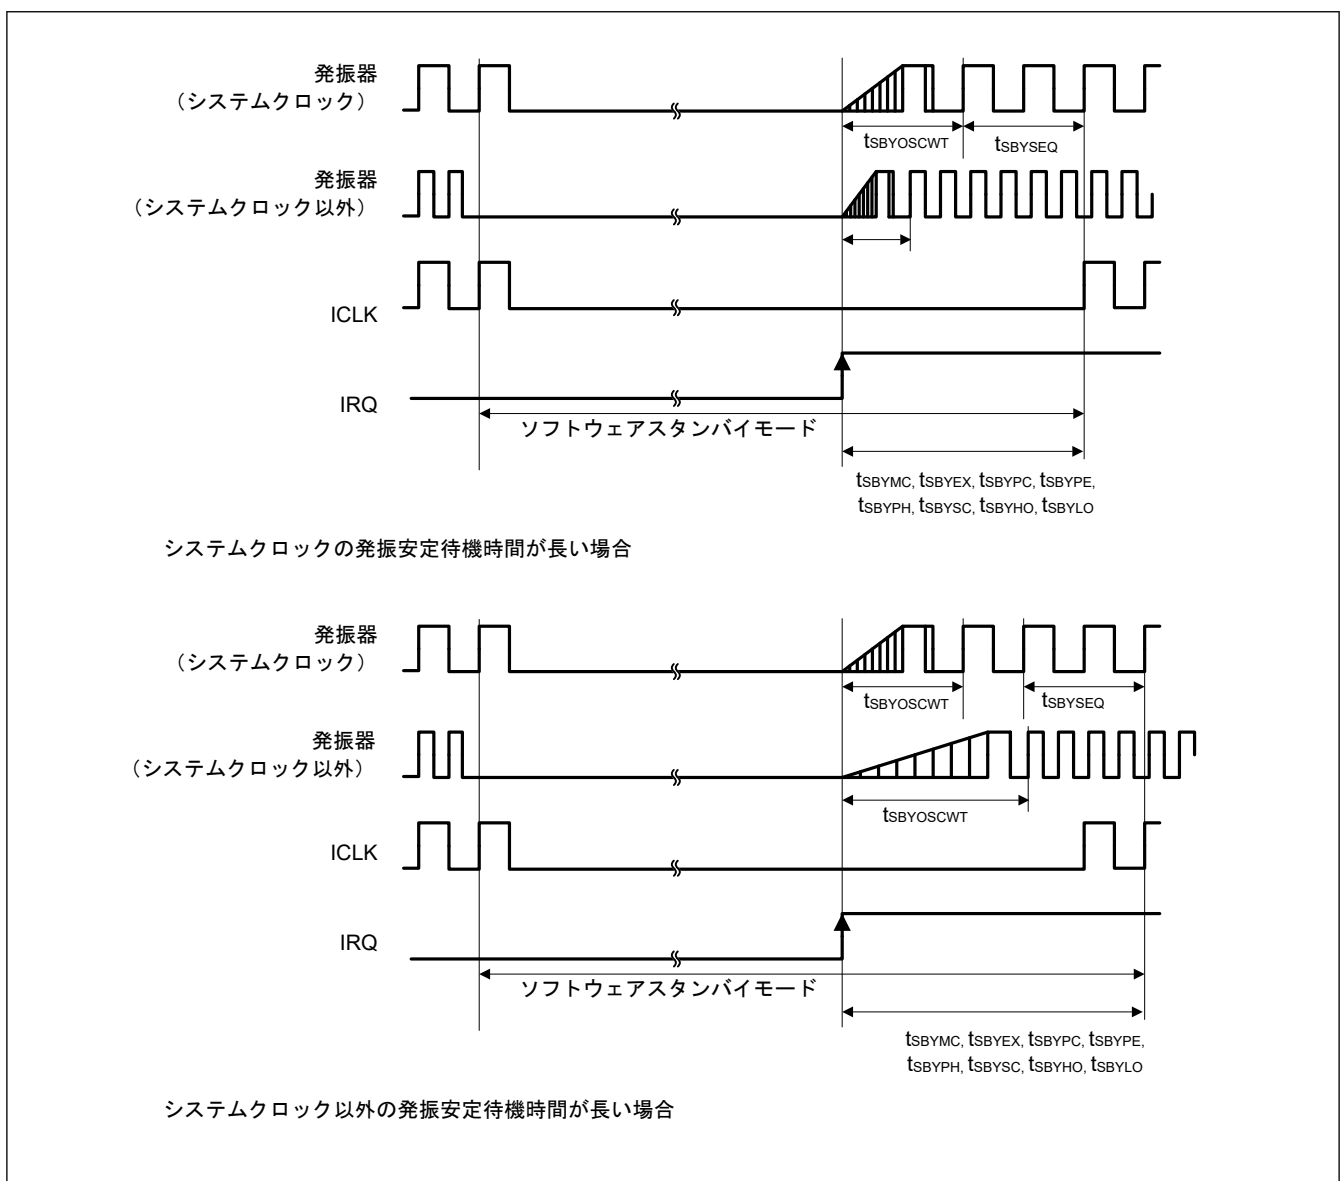 発振器
（システムクロック）
tSBYOSCWT
tSBYSEQ
発振器
（システムクロック以外）
ICLK
IRQ
ソフトウェアスタンバイモード
tSBYMC, tSBYEX, tSBYPC, tSBYPE,
tSBYPH, tSBYSC, tSBYHO, tSBYLO
システムクロックの発振安定待機時間が長い場合
発振器
（システムクロック）
tSBYOSCWT
tSBYSEQ
発振器
（システムクロック以外）
tSBYOSCWT
ICLK
IRQ
ソフトウェアスタンバイモード
tSBYMC, tSBYEX, tSBYPC, tSBYPE,
tSBYPH, tSBYSC, tSBYHO, tSBYLO
システムクロック以外の発振安定待機時間が長い場合